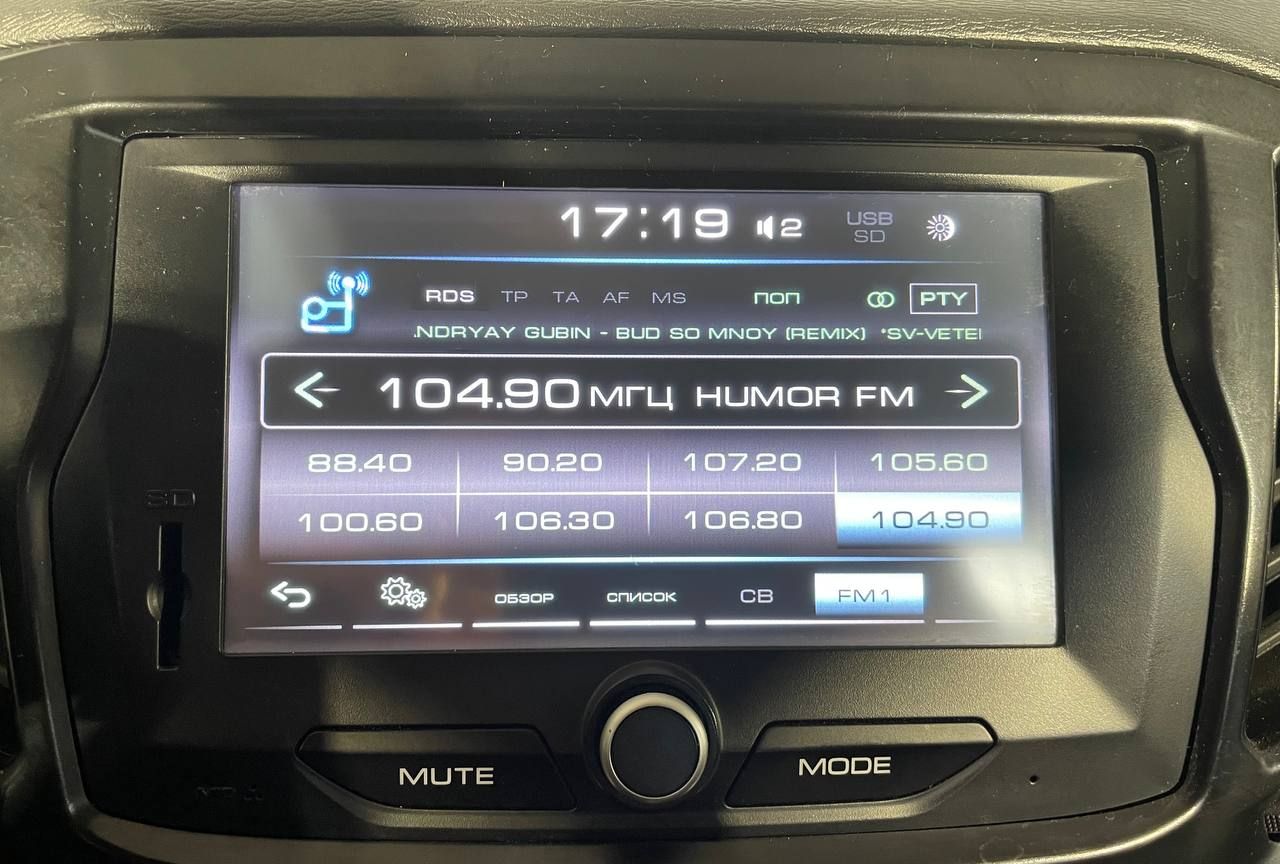 17:19 2 USB
SD
RDS TP TA AF MS ПОП PTY
.NDRYAY GUBIN - BUD SO MNOY (REMIX) *SV-VETE
104.90 МГЦ HUMOR FM
88.40 90.20 107.20 105.60
100.60 106.30 106.80 104.90
ОБЗОР СПИСОК СВ FM1
SD
MUTE MODE